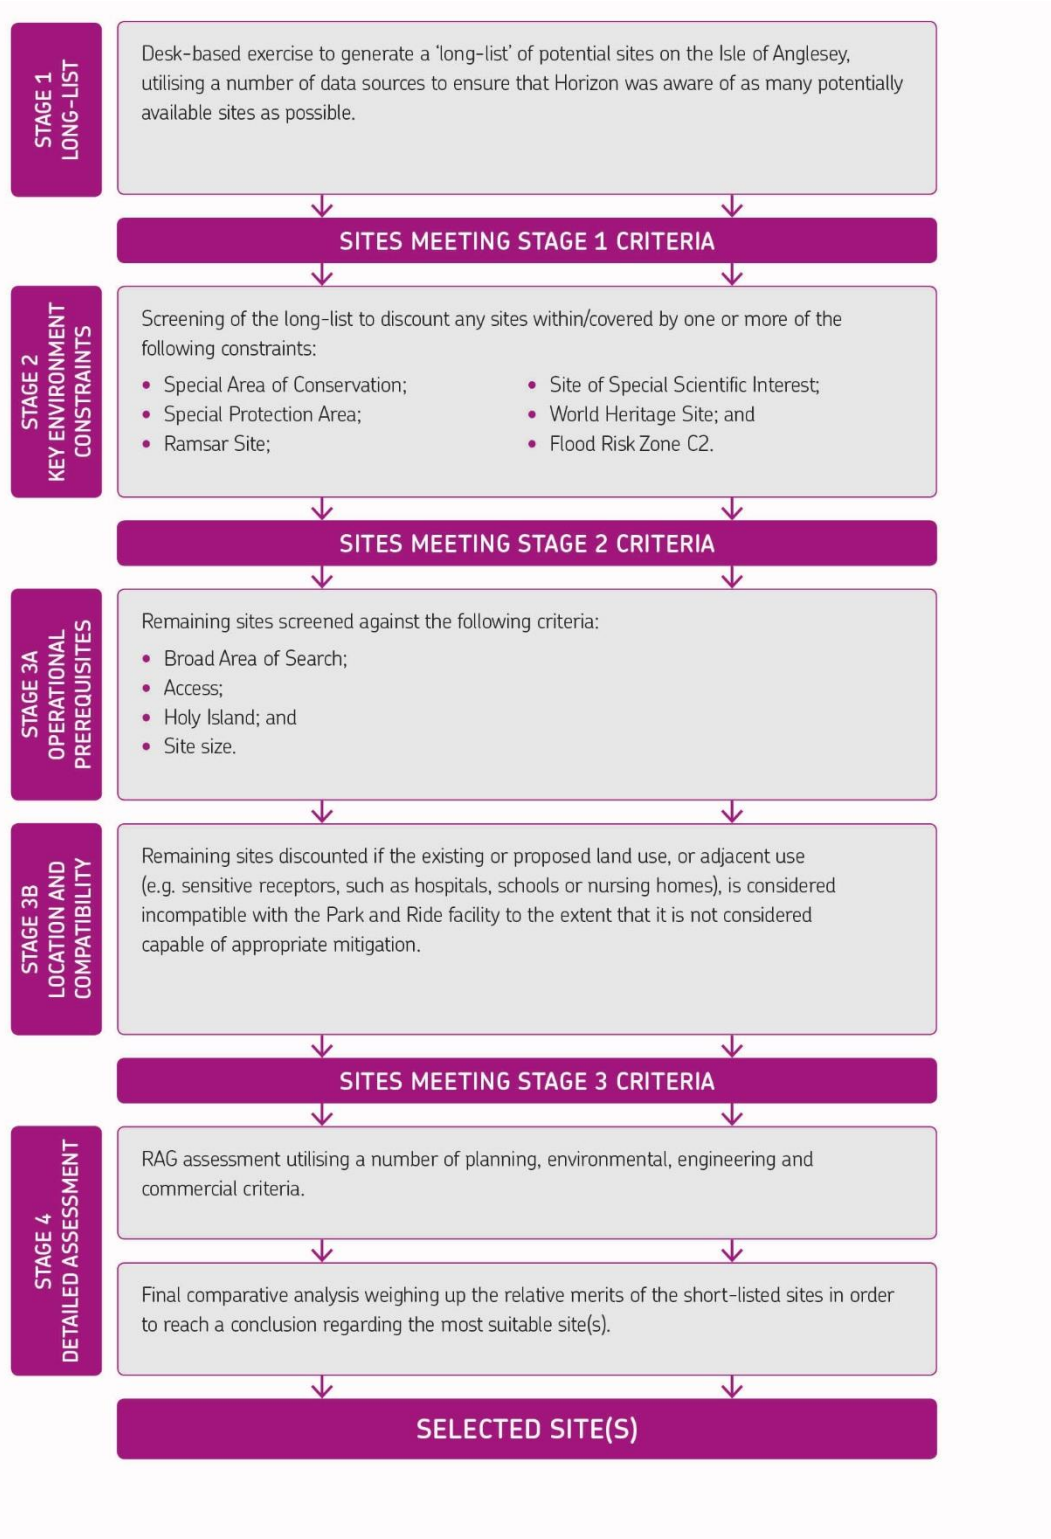 STAGE 1
LONG-LIST
Desk-based exercise to generate a 'long-list' of potential sites on the Isle of Anglesey,
utilising a number of data sources to ensure that Horizon was aware of as many potentially
available sites as possible.
SITES MEETING STAGE 1 CRITERIA
STAGE 2
KEY ENVIRONMENT
CONSTRAINTS
Screening of the long-list to discount any sites within/covered by one or more of the
following constraints:
• Special Area of Conservation;
• Special Protection Area;
• Ramsar Site;
• Site of Special Scientific Interest;
• World Heritage Site; and
• Flood Risk Zone C2.
SITES MEETING STAGE 2 CRITERIA
STAGE 3A
OPERATIONAL
PREREQUISITES
Remaining sites screened against the following criteria:
• Broad Area of Search;
• Access;
• Holy Island; and
• Site size.
STAGE 3B
LOCATION AND
COMPATIBILITY
Remaining sites discounted if the existing or proposed land use, or adjacent use
(e.g. sensitive receptors, such as hospitals, schools or nursing homes), is considered
incompatible with the Park and Ride facility to the extent that it is not considered
capable of appropriate mitigation.
SITES MEETING STAGE 3 CRITERIA
STAGE 4
DETAILED ASSESSMENT
RAG assessment utilising a number of planning, environmental, engineering and
commercial criteria.
Final comparative analysis weighing up the relative merits of the short-listed sites in order
to reach a conclusion regarding the most suitable site(s).
SELECTED SITE(S)